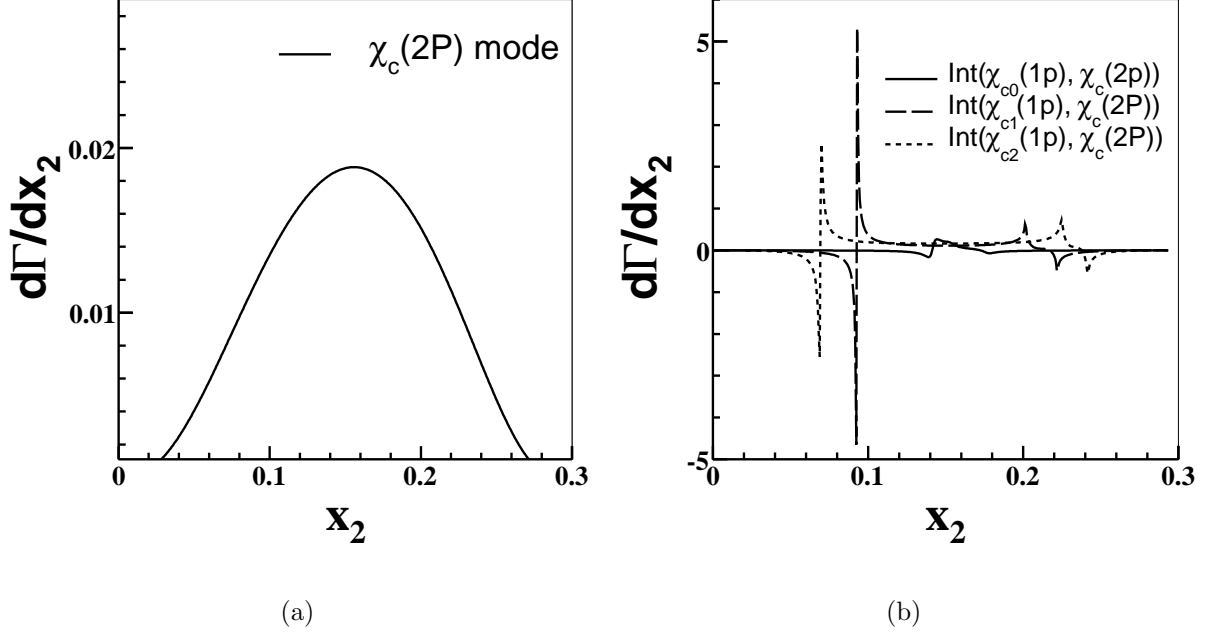 χc(2P) mode
dΓ/dx2
0.02
0.01
0
0.1
0.2
0.3
x2
(a)
Int(χc0(1p), χc(2p))
Int(χc1(1p), χc(2P))
Int(χc2(1p), χc(2P))
dΓ/dx2
5
0
-5
0
0.1
0.2
0.3
x2
(b)